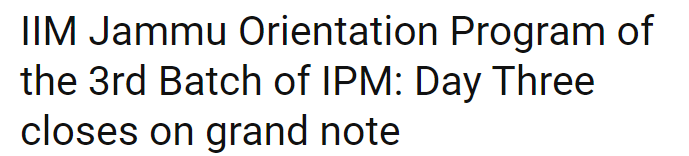 IIM Jammu Orientation Program of
the 3rd Batch of IPM: Day Three
closes on grand note